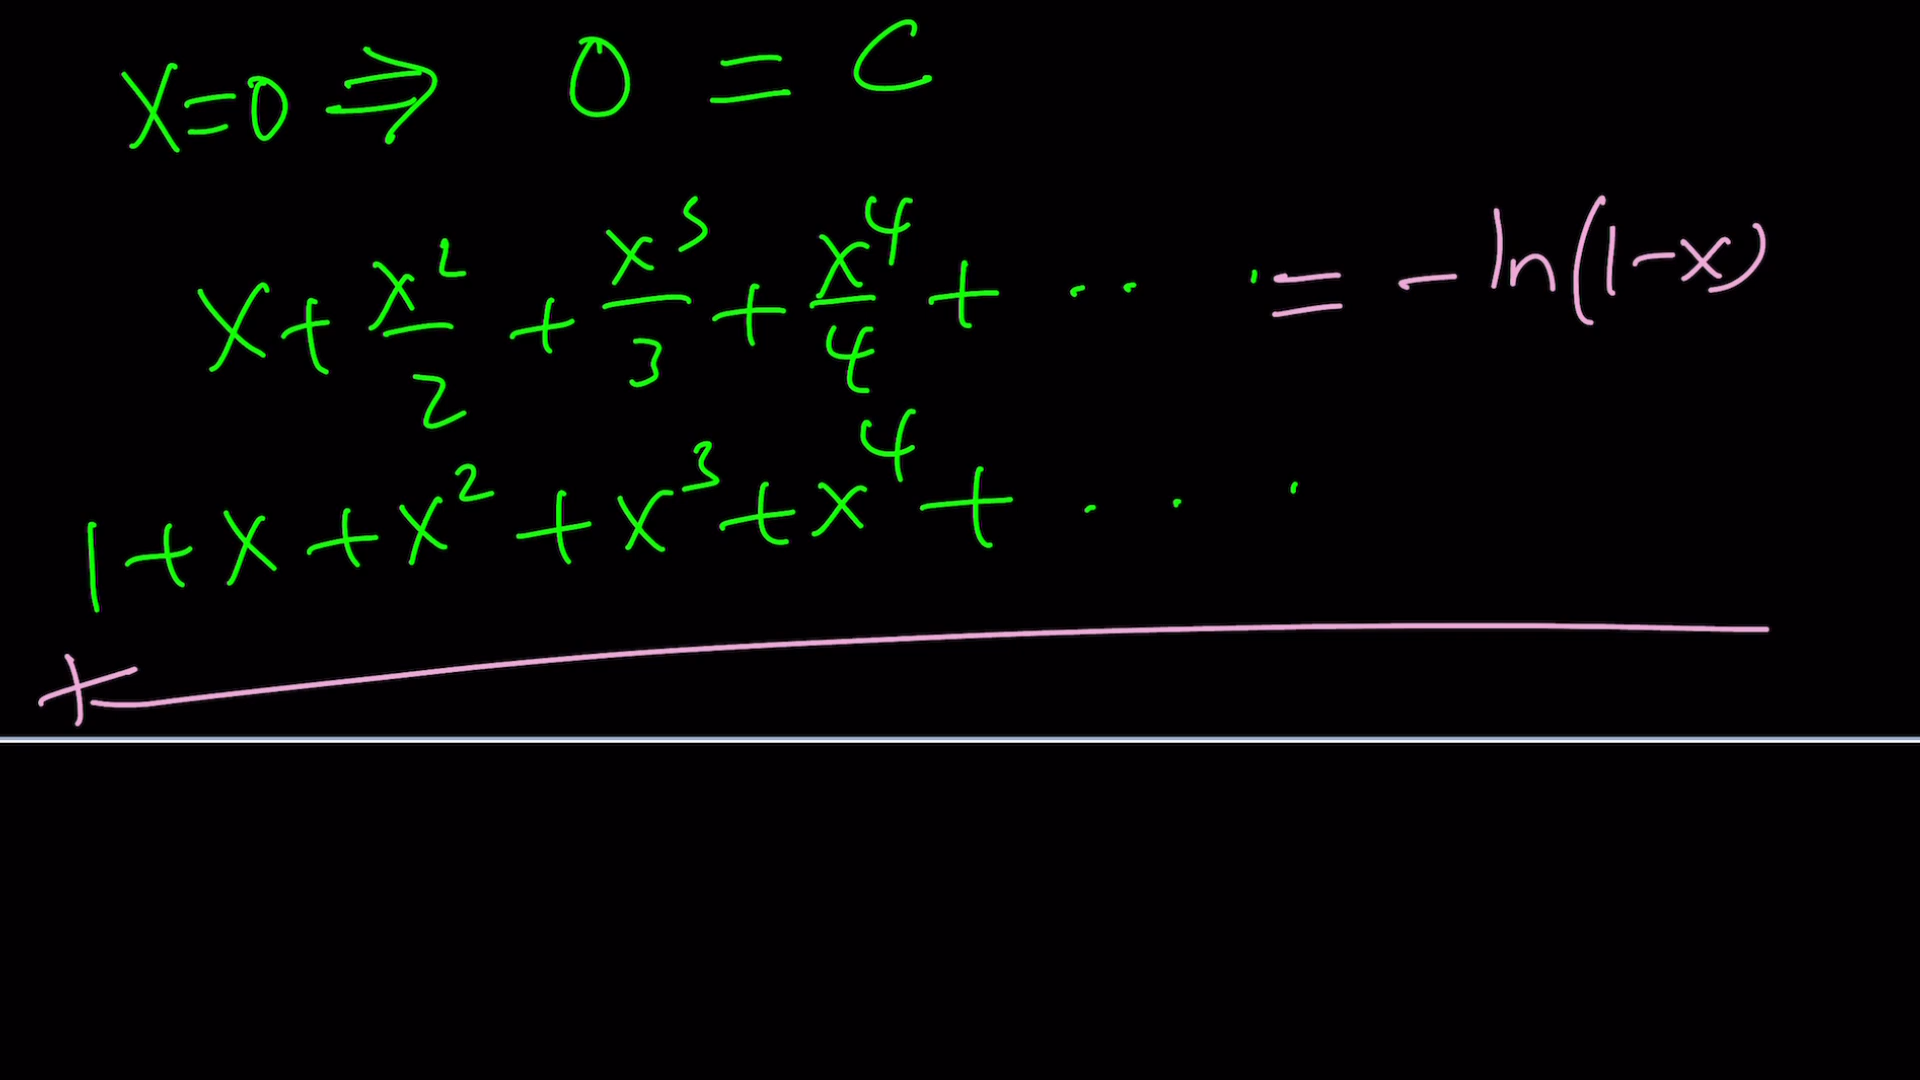 x=0 ⇒ 0 = C
x + x²/2 + x³/3 + x⁴/4 + ... = - ln(1-x)
1 + x + x² + x³ + x⁴ + ...
+